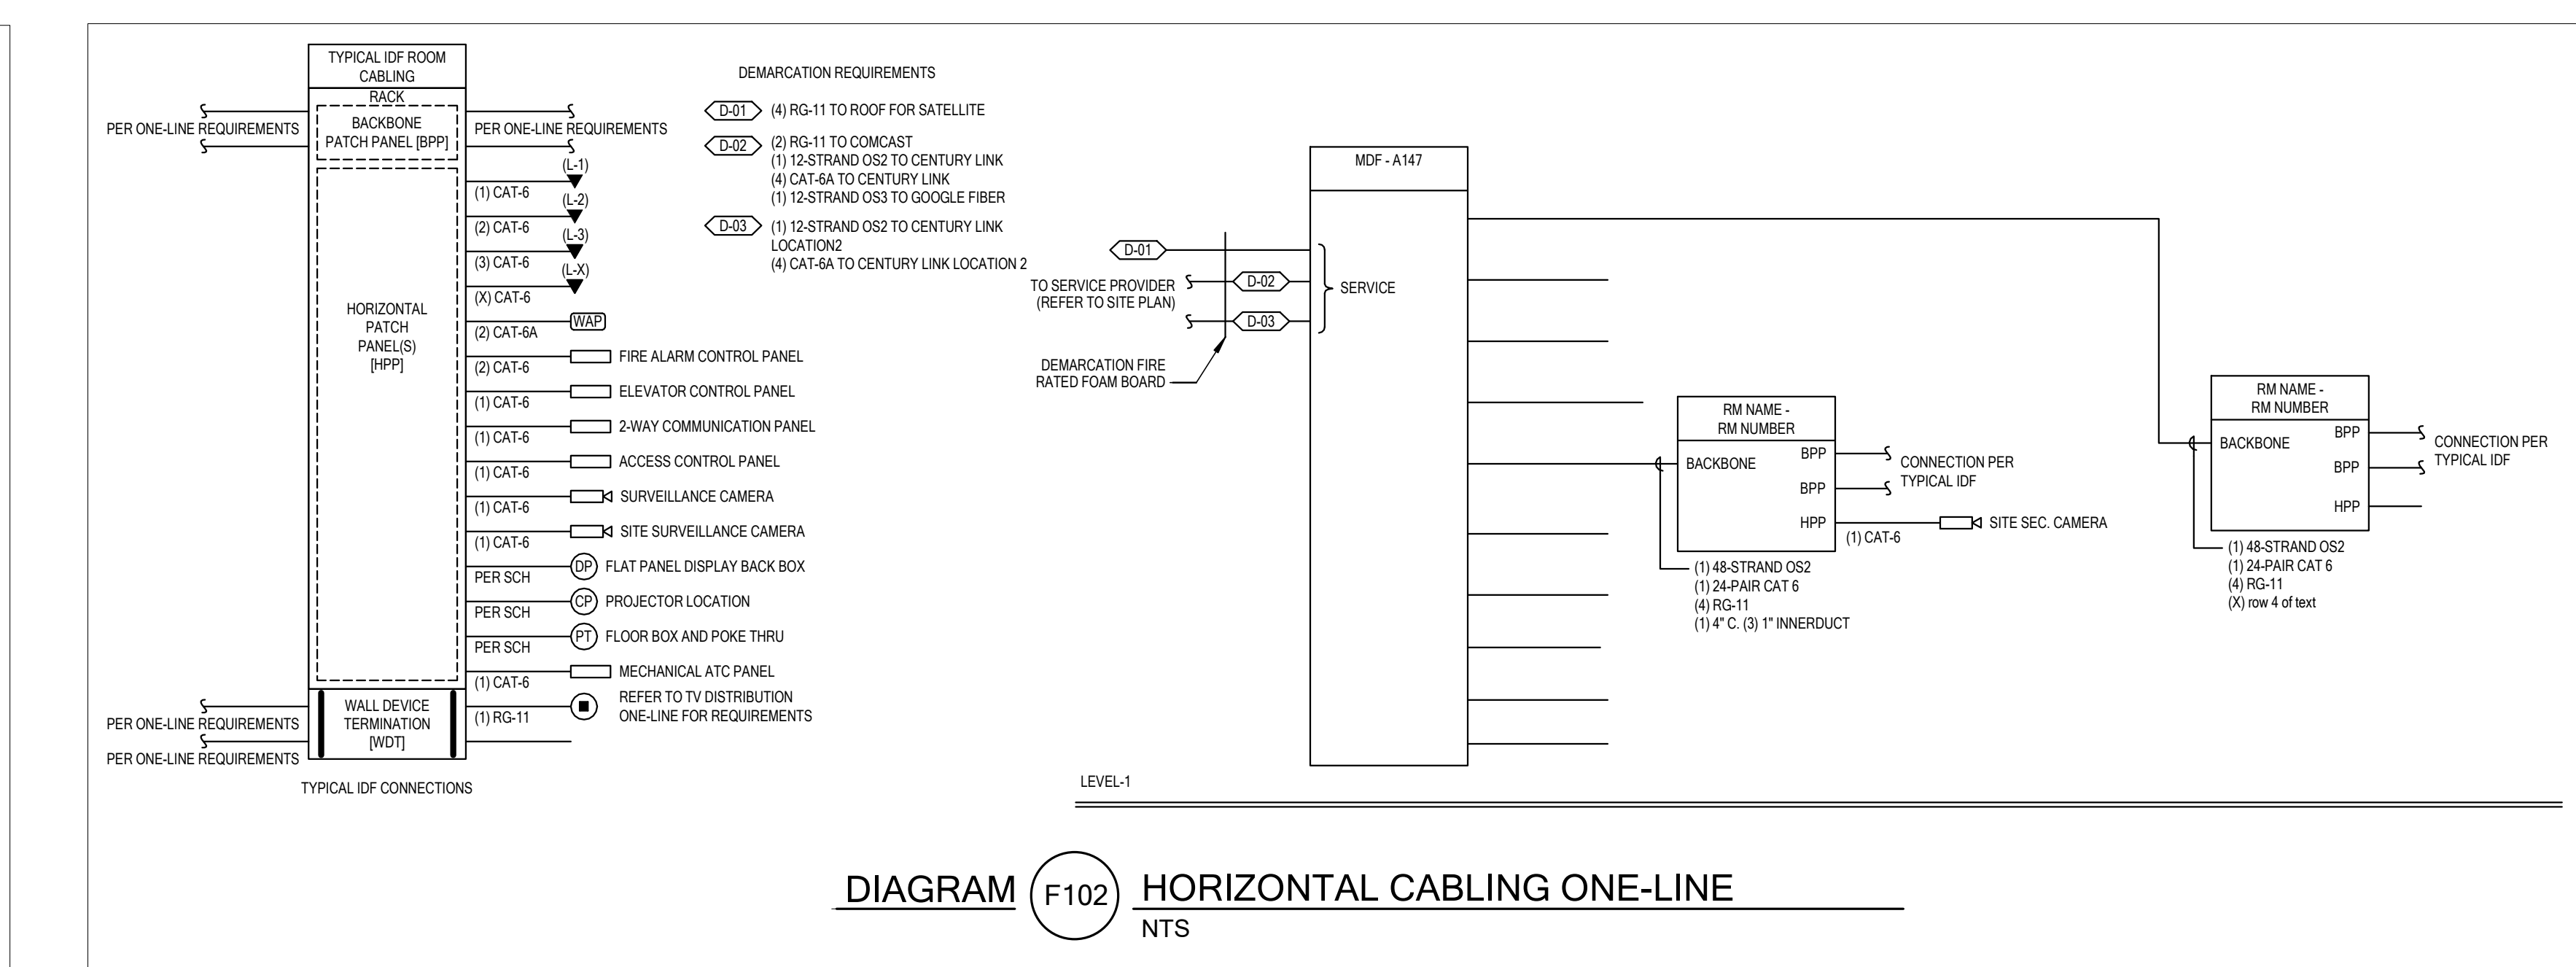 TYPICAL IDF ROOM
CABLING
RACK
BACKBONE
PATCH PANEL [BPP]
PER ONE-LINE REQUIREMENTS
PER ONE-LINE REQUIREMENTS
HORIZONTAL
PATCH
PANEL(S)
[HPP]
(L-1)
(1) CAT-6
(L-2)
(2) CAT-6
(L-3)
(3) CAT-6
(L-X)
(X) CAT-6
(2) CAT-6A
WAP
(2) CAT-6
FIRE ALARM CONTROL PANEL
(1) CAT-6
ELEVATOR CONTROL PANEL
(1) CAT-6
2-WAY COMMUNICATION PANEL
(1) CAT-6
ACCESS CONTROL PANEL
(1) CAT-6
SURVEILLANCE CAMERA
(1) CAT-6
SITE SURVEILLANCE CAMERA
PER SCH
DP FLAT PANEL DISPLAY BACK BOX
PER SCH
CP PROJECTOR LOCATION
PER SCH
PT FLOOR BOX AND POKE THRU
(1) CAT-6
MECHANICAL ATC PANEL
(1) RG-11
REFER TO TV DISTRIBUTION
ONE-LINE FOR REQUIREMENTS
WALL DEVICE
TERMINATION
[WDT]
PER ONE-LINE REQUIREMENTS
PER ONE-LINE REQUIREMENTS
TYPICAL IDF CONNECTIONS
DEMARCATION REQUIREMENTS
D-01 (4) RG-11 TO ROOF FOR SATELLITE
D-02 (2) RG-11 TO COMCAST
(1) 12-STRAND OS2 TO CENTURY LINK
(4) CAT-6A TO CENTURY LINK
(1) 12-STRAND OS3 TO GOOGLE FIBER
D-03 (1) 12-STRAND OS2 TO CENTURY LINK
LOCATION2
(4) CAT-6A TO CENTURY LINK LOCATION 2
D-01
TO SERVICE PROVIDER
(REFER TO SITE PLAN)
D-02
D-03
DEMARCATION FIRE
RATED FOAM BOARD
MDF - A147
SERVICE
RM NAME -
RM NUMBER
BACKBONE
BPP
BPP
HPP
CONNECTION PER
TYPICAL IDF
(1) CAT-6
SITE SEC. CAMERA
(1) 48-STRAND OS2
(1) 24-PAIR CAT 6
(4) RG-11
(1) 4" C. (3) 1" INNERDUCT
RM NAME -
RM NUMBER
BACKBONE
BPP
BPP
HPP
CONNECTION PER
TYPICAL IDF
(1) 48-STRAND OS2
(1) 24-PAIR CAT 6
(4) RG-11
(X) row 4 of text
LEVEL-1
DIAGRAM F102 HORIZONTAL CABLING ONE-LINE
NTS